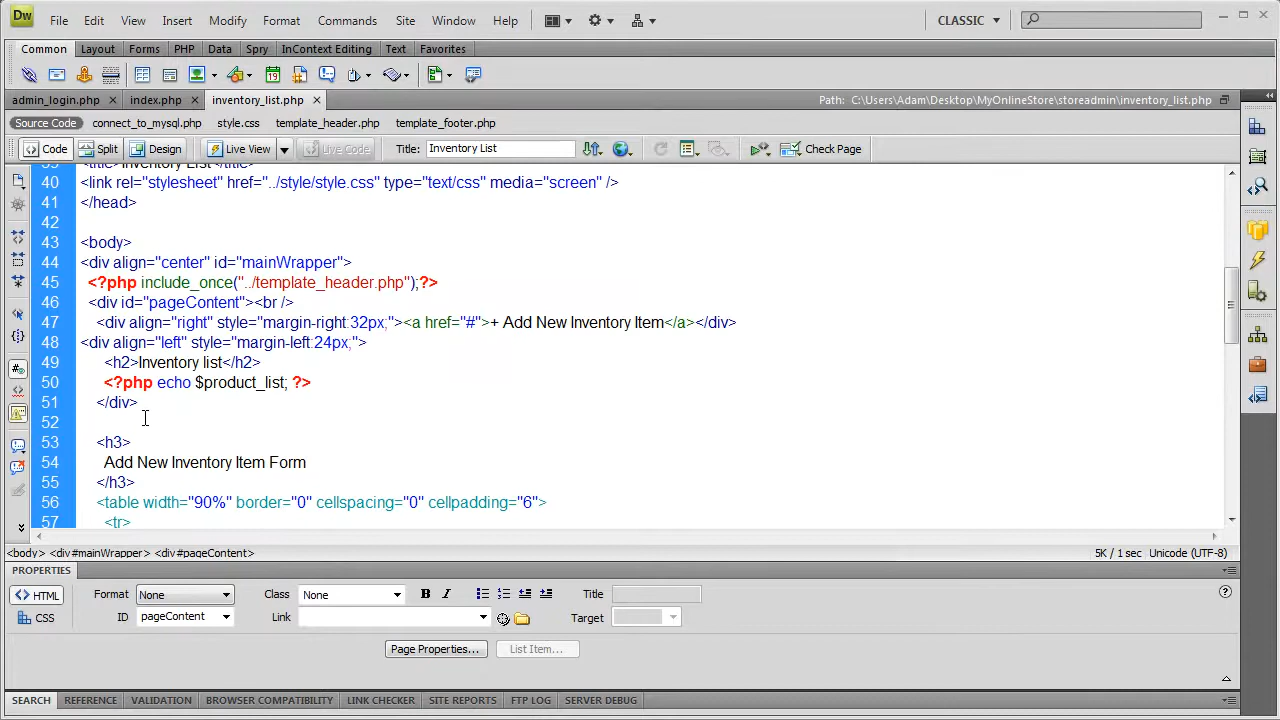 Dw File Edit View Insert Modify Format Commands Site Window Help CLASSIC
Common Layout Forms PHP Data Spry InContext Editing Text Favorites
admin_login.php index.php inventory_list.php Path: C:\Users\Adam\Desktop\MyOnlineStore\storeadmin\inventory_list.php
Source Code connect_to_mysql.php style.css template_header.php template_footer.php
Code Split Design Live View Live Code Title: Inventory List Check Page
39 <title>Inventory List</title>
40 <link rel="stylesheet" href="../style/style.css" type="text/css" media="screen" />
41 </head>
42
43 <body>
44 <div align="center" id="mainWrapper">
45 <?php include_once("../template_header.php");?>
46 <div id="pageContent"><br />
47 <div align="right" style="margin-right:32px;"><a href="#">+ Add New Inventory Item</a></div>
48 <div align="left" style="margin-left:24px;">
49 <h2>Inventory list</h2>
50 <?php echo $product_list; ?>
51 </div>
52
53 <h3>
54 Add New Inventory Item Form
55 </h3>
56 <table width="90%" border="0" cellspacing="0" cellpadding="6">
57 <tr>
<body> <div#mainWrapper> <div#pageContent> 5K / 1 sec Unicode (UTF-8)
PROPERTIES
<> HTML Format None Class None B I Title
CSS ID pageContent Link Target
Page Properties... List Item...
SEARCH REFERENCE VALIDATION BROWSER COMPATIBILITY LINK CHECKER SITE REPORTS FTP LOG SERVER DEBUG